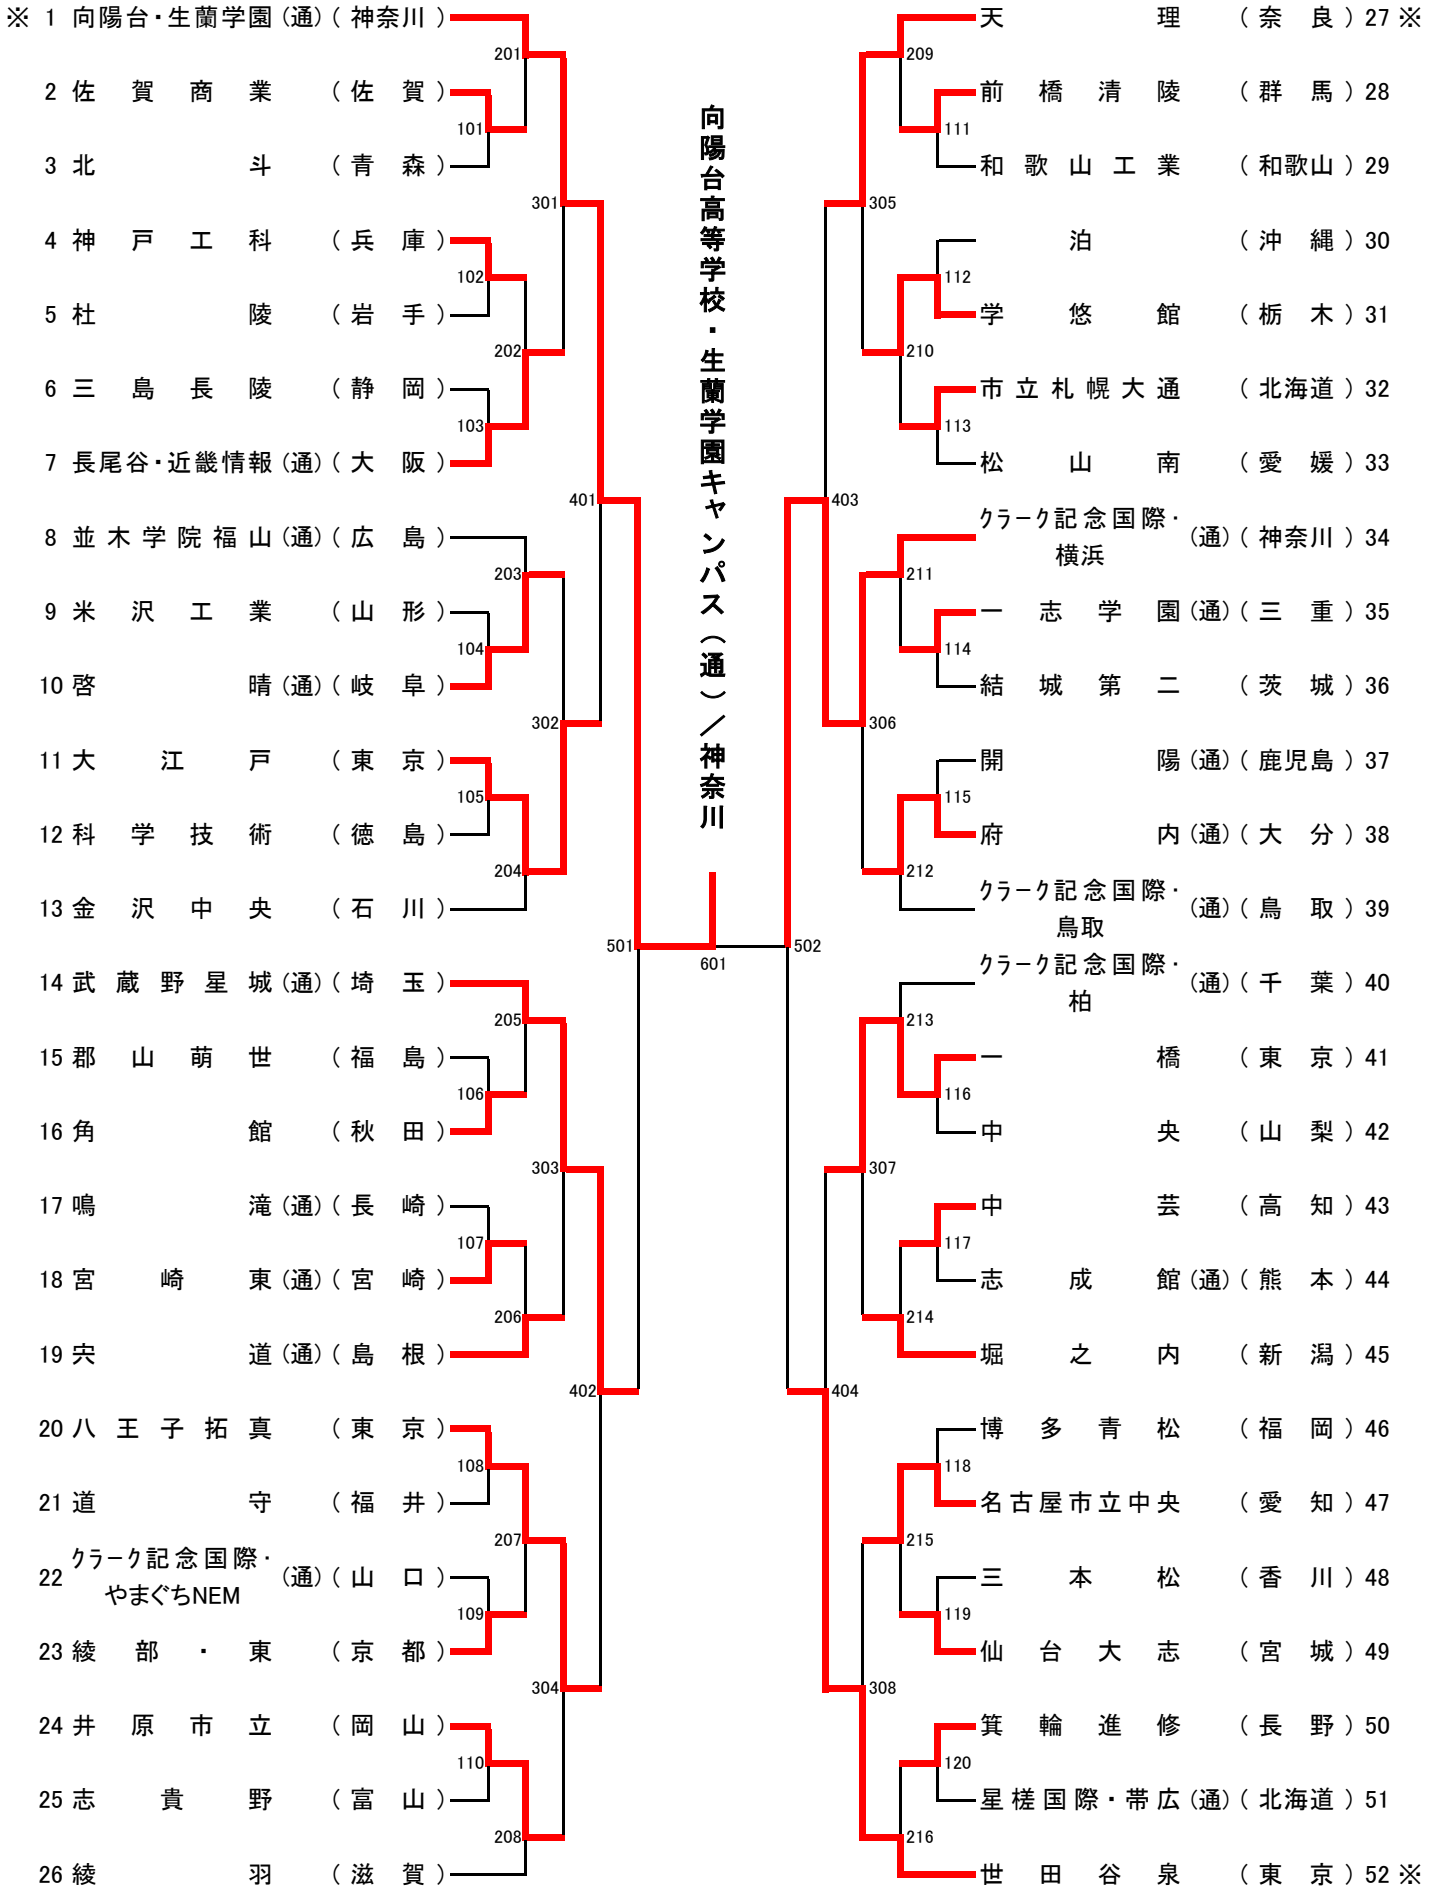 ※ 1 向陽台・生蘭学園 (通) ( 神奈川 )
201
2 佐賀商業 ( 佐賀 )
101
3 北斗 ( 青森 )
301
4 神戸工科 ( 兵庫 )
102
5 杜陵 ( 岩手 )
202
6 三島長陵 ( 静岡 )
103
7 長尾谷・近畿情報 (通) ( 大阪 )
401
8 並木学院福山 (通) ( 広島 )
203
9 米沢工業 ( 山形 )
104
10 啓晴 (通) ( 岐阜 )
302
11 大江戸 ( 東京 )
105
12 科学技術 ( 徳島 )
204
13 金沢中央 ( 石川 )
501
14 武蔵野星城 (通) ( 埼玉 )
205
15 郡山萌世 ( 福島 )
106
16 角館 ( 秋田 )
303
17 鳴滝 (通) ( 長崎 )
107
18 宮崎東 (通) ( 宮崎 )
206
19 宍道 (通) ( 島根 )
402
20 八王子拓真 ( 東京 )
108
21 道守 ( 福井 )
207
クラーク記念国際・
22 (通) ( 山口 )
やまぐちNEM
109
23 綾部・東 ( 京都 )
304
24 井原市立 ( 岡山 )
110
25 志貴野 ( 富山 )
208
26 綾羽 ( 滋賀 )
向陽台高等学校・生蘭学園キャンパス(通)/神奈川
601
天理 ( 奈良 ) 27 ※
209
前橋清陵 ( 群馬 ) 28
111
和歌山工業 ( 和歌山 ) 29
305
泊 ( 沖縄 ) 30
112
学悠館 ( 栃木 ) 31
210
市立札幌大通 ( 北海道 ) 32
113
松山南 ( 愛媛 ) 33
403
クラーク記念国際・
(通) ( 神奈川 ) 34
横浜
211
一志学園 (通) ( 三重 ) 35
114
結城第二 ( 茨城 ) 36
306
開陽 (通) ( 鹿児島 ) 37
115
府内 (通) ( 大分 ) 38
212
クラーク記念国際・
(通) ( 鳥取 ) 39
鳥取
502
クラーク記念国際・
(通) ( 千葉 ) 40
柏
213
一橋 ( 東京 ) 41
116
中央 ( 山梨 ) 42
307
中芸 ( 高知 ) 43
117
志成館 (通) ( 熊本 ) 44
214
堀之内 ( 新潟 ) 45
404
博多青松 ( 福岡 ) 46
118
名古屋市立中央 ( 愛知 ) 47
215
三本松 ( 香川 ) 48
119
仙台大志 ( 宮城 ) 49
308
箕輪進修 ( 長野 ) 50
120
星槎国際・帯広 (通) ( 北海道 ) 51
216
世田谷泉 ( 東京 ) 52 ※